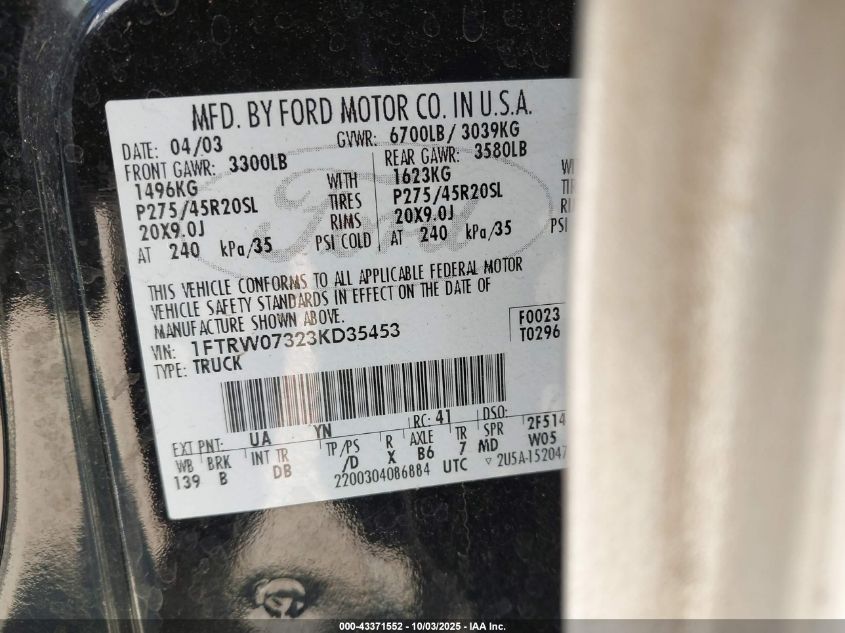 MFD. BY FORD MOTOR CO. IN U.S.A.
DATE: 04/03 GVWR: 6700LB/ 3039KG
FRONT GAWR: 3300LB REAR GAWR: 3580LB
1496KG WITH 1623KG
P275/45R20SL TIRES P275/45R20SL
20X9.0J RIMS 20X9.0J
AT 240 kPa/35 PSI COLD AT 240 kPa/35 PSI
Ford
THIS VEHICLE CONFORMS TO ALL APPLICABLE FEDERAL MOTOR
VEHICLE SAFETY STANDARDS IN EFFECT ON THE DATE OF
MANUFACTURE SHOWN ABOVE.
VIN: 1FTRW07323KD35453 F0023
TYPE: TRUCK T0296
EXT PNT: UA YN RC: 41 DSO: 2F514
WB BRK INT TR TP/PS R AXLE TR SPR W05
139 B DB /D X B6 7 MD
2200304086884 UTC 2U5A-152047
000-43371552 - 10/03/2025 - IAA Inc.